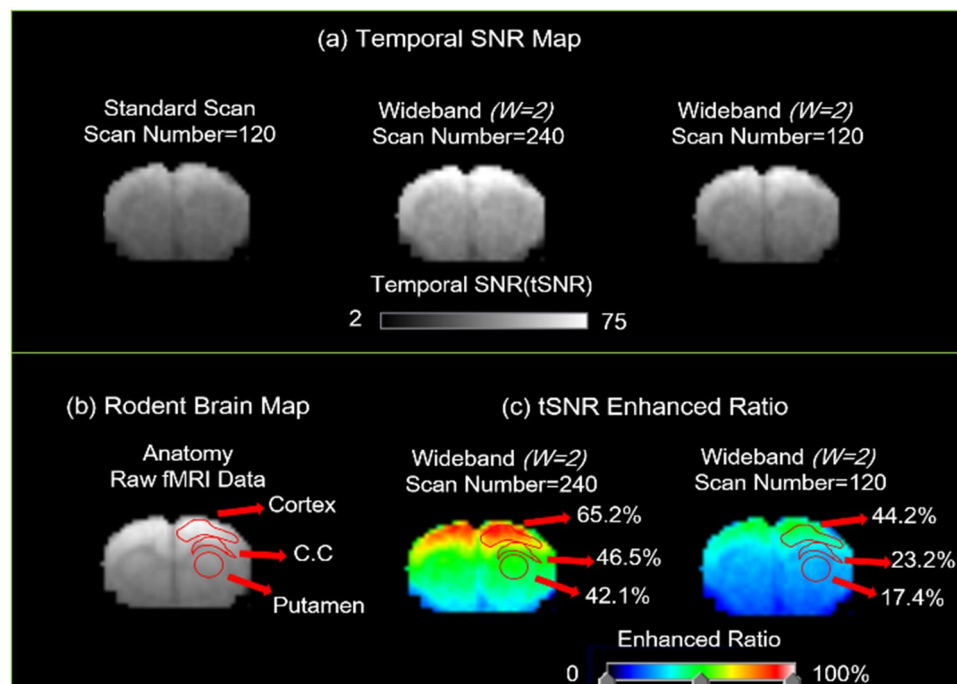 (a) Temporal SNR Map
Standard Scan
Scan Number=120
Wideband (W=2)
Scan Number=240
Wideband (W=2)
Scan Number=120
Temporal SNR(tSNR)
2
75
(b) Rodent Brain Map
Anatomy
Raw fMRI Data
Cortex
C.C
Putamen
(c) tSNR Enhanced Ratio
Wideband (W=2)
Scan Number=240
65.2%
46.5%
42.1%
Wideband (W=2)
Scan Number=120
44.2%
23.2%
17.4%
Enhanced Ratio
0
100%